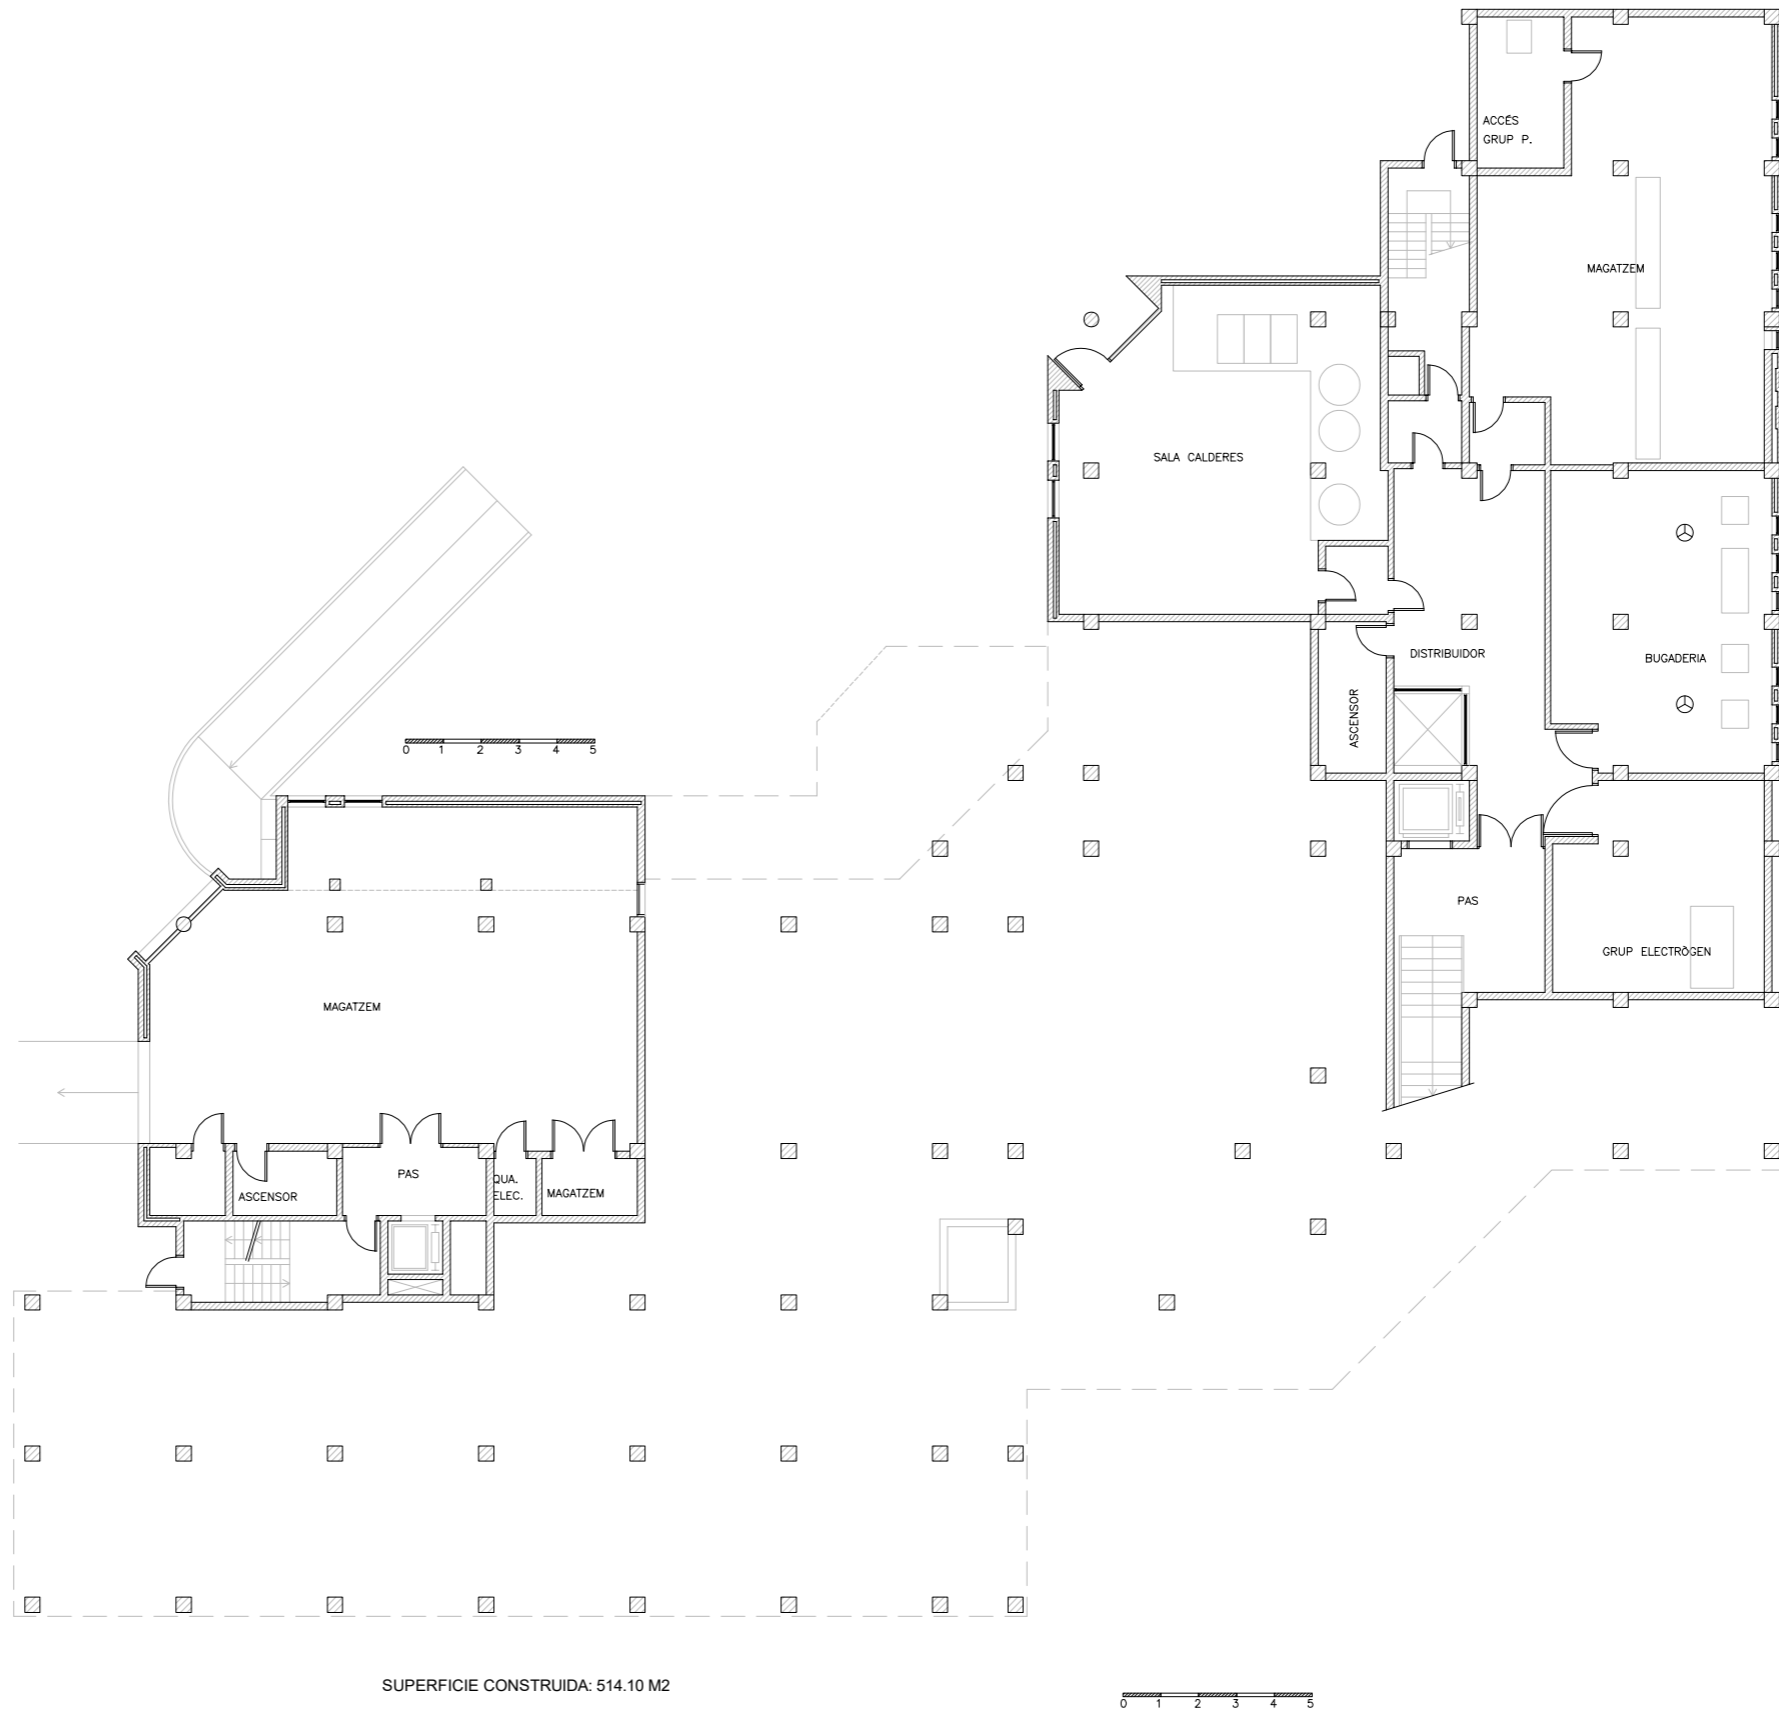 ACCÉS
GRUP P.
MAGATZEM
SALA CALDERES
DISTRIBUIDOR
BUGADERIA
ASCENSOR
0 1 2 3 4 5
PAS
GRUP ELECTRÒGEN
MAGATZEM
PAS
QUA.
ELEC.
MAGATZEM
ASCENSOR
SUPERFICIE CONSTRUIDA: 514.10 M2
0 1 2 3 4 5